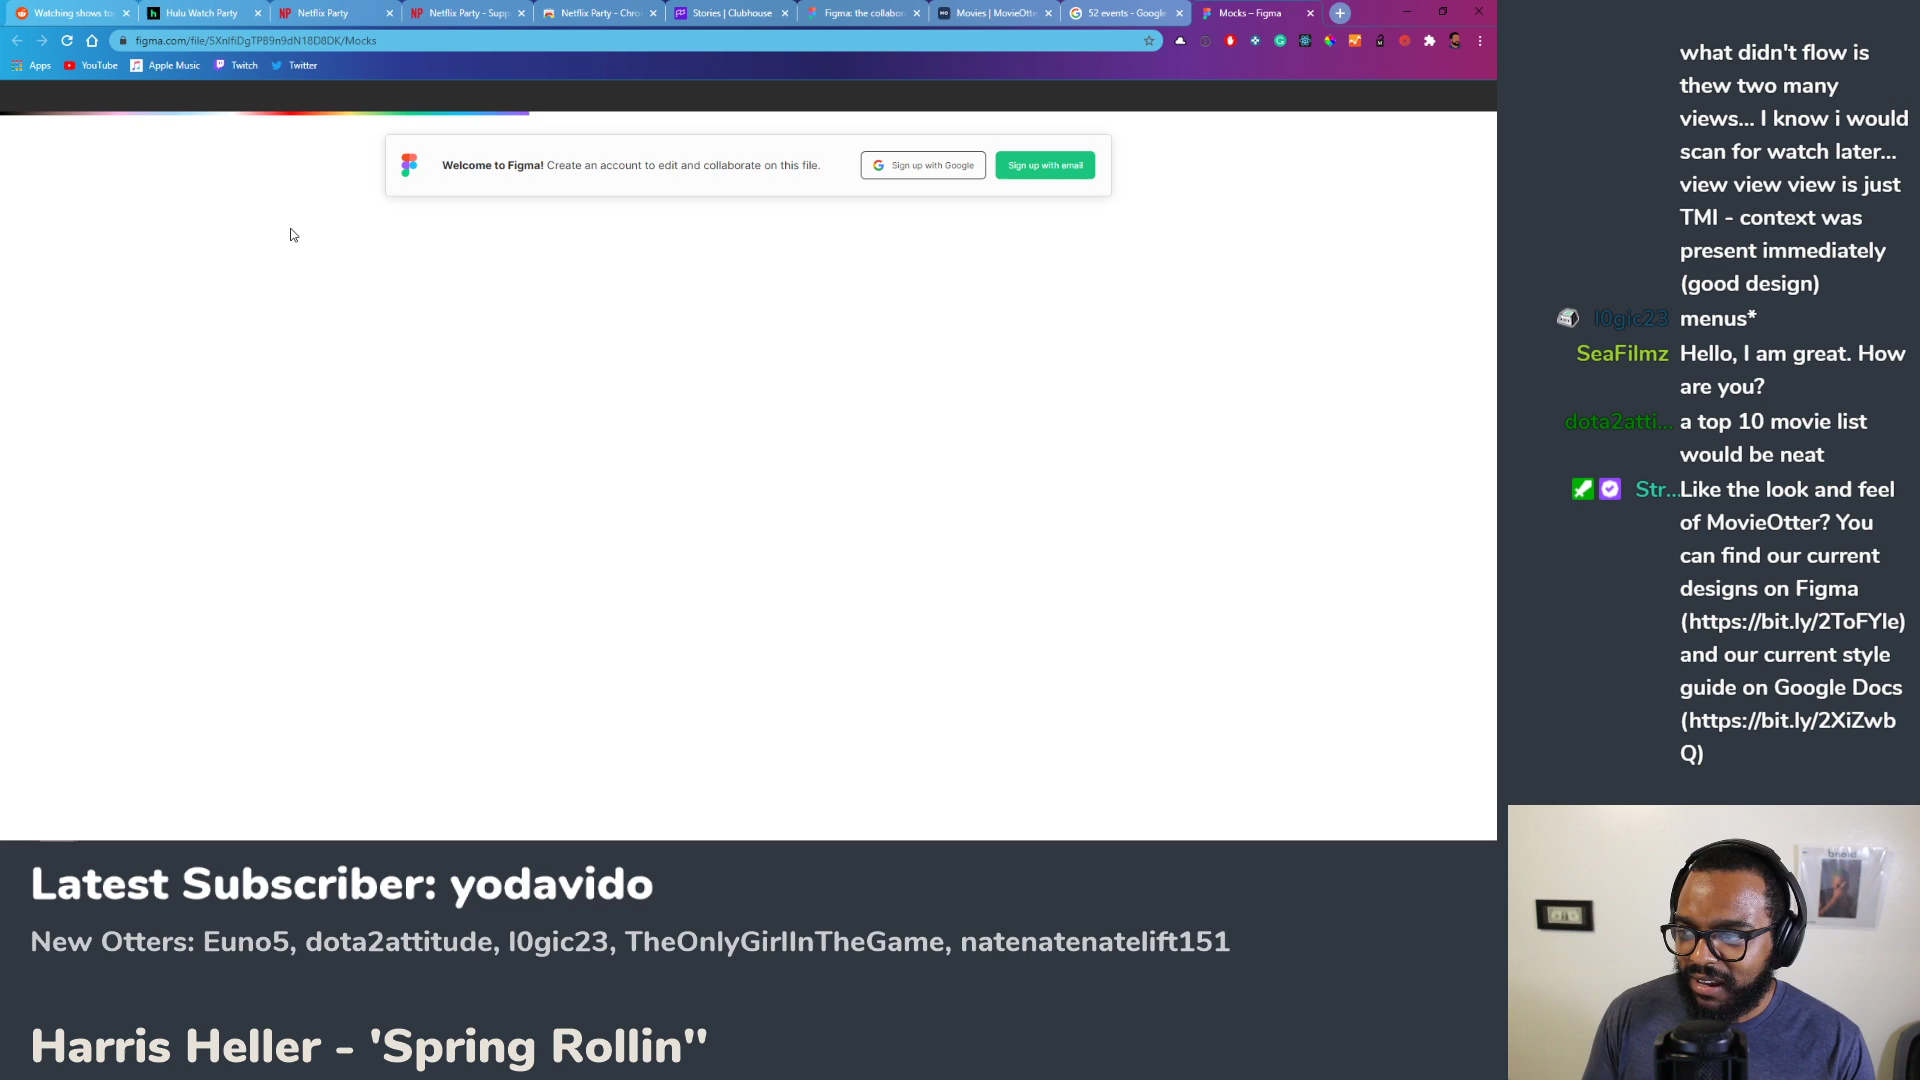 Watching shows to
Hulu Watch Party
Netflix Party
Netflix Party - Supp
Netflix Party - Chro
Stories | Clubhouse
Figma: the collabor
Movies | MovieOtte
52 events - Google
Mocks – Figma
figma.com/file/5XnIfiDgTPB9n9dN18D8DK/Mocks
Apps
YouTube
Apple Music
Twitch
Twitter
Welcome to Figma! Create an account to edit and collaborate on this file.
Sign up with Google
Sign up with email
what didn't flow is
thew two many
views... I know i would
scan for watch later...
view view view is just
TMI - context was
present immediately
(good design)
l0gic23 menus*
SeaFilmz Hello, I am great. How
are you?
dota2atti... a top 10 movie list
would be neat
Str... Like the look and feel
of MovieOtter? You
can find our current
designs on Figma
(https://bit.ly/2ToFYle)
and our current style
guide on Google Docs
(https://bit.ly/2XiZwb
Q)
Latest Subscriber: yodavido
New Otters: Euno5, dota2attitude, l0gic23, TheOnlyGirlInTheGame, natenatenatelift151
Harris Heller - 'Spring Rollin"